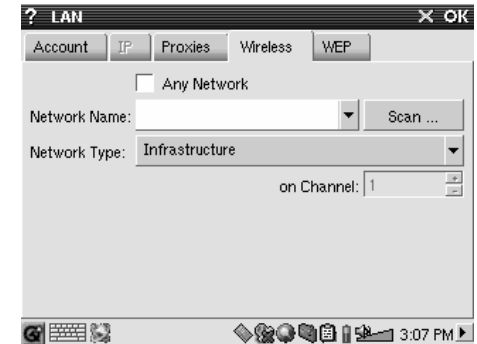 ? LAN × OK
Account IP Proxies Wireless WEP
Any Network
Network Name: Scan ...
Network Type: Infrastructure
on Channel: 1
3:07 PM